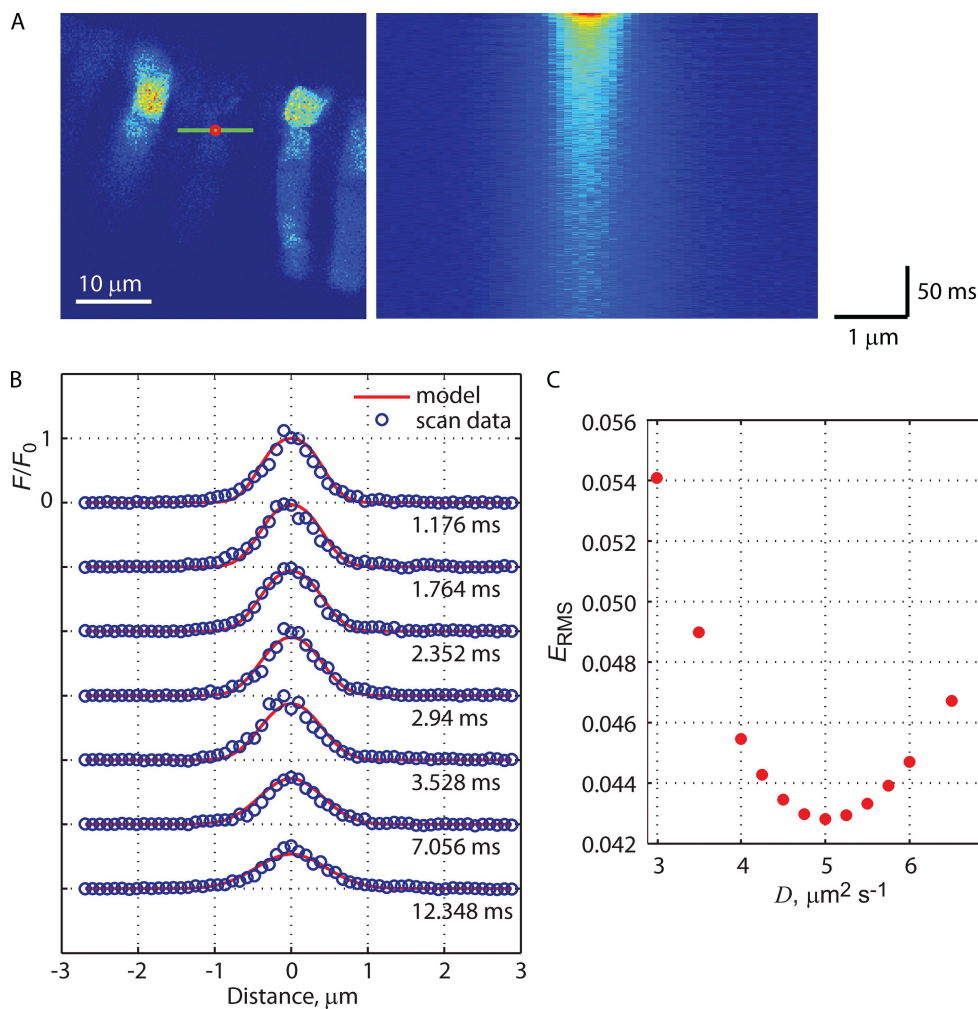 A
10 μm
50 ms
1 μm
B
model
scan data
F/F0
1
0
1.176 ms
1.764 ms
2.352 ms
2.94 ms
3.528 ms
7.056 ms
12.348 ms
-3 -2 -1 0 1 2 3
Distance, μm
C
0.056
0.054
0.052
0.050
0.048
0.046
0.044
0.042
ERMS
3 4 5 6
D, μm² s⁻¹